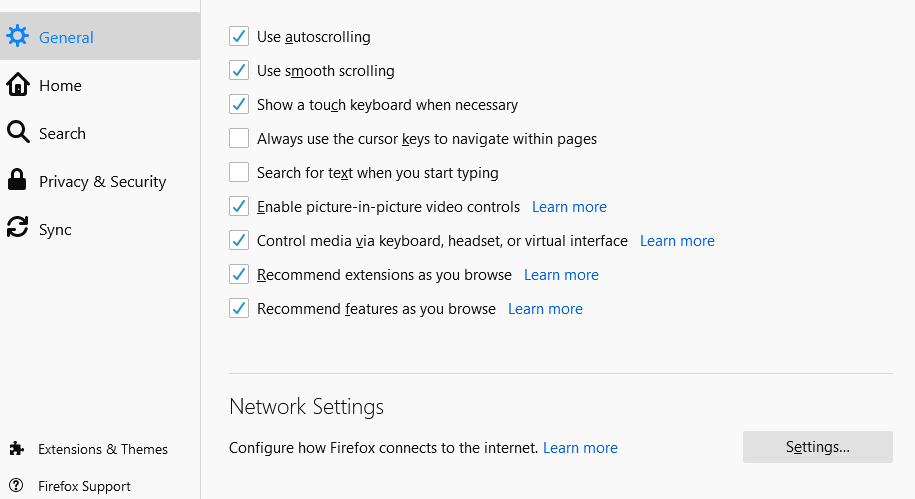 General
Home
Search
Privacy & Security
Sync
Extensions & Themes
Firefox Support
Use autoscrolling
Use smooth scrolling
Show a touch keyboard when necessary
Always use the cursor keys to navigate within pages
Search for text when you start typing
Enable picture-in-picture video controls Learn more
Control media via keyboard, headset, or virtual interface Learn more
Recommend extensions as you browse Learn more
Recommend features as you browse Learn more
Network Settings
Configure how Firefox connects to the internet. Learn more
Settings...